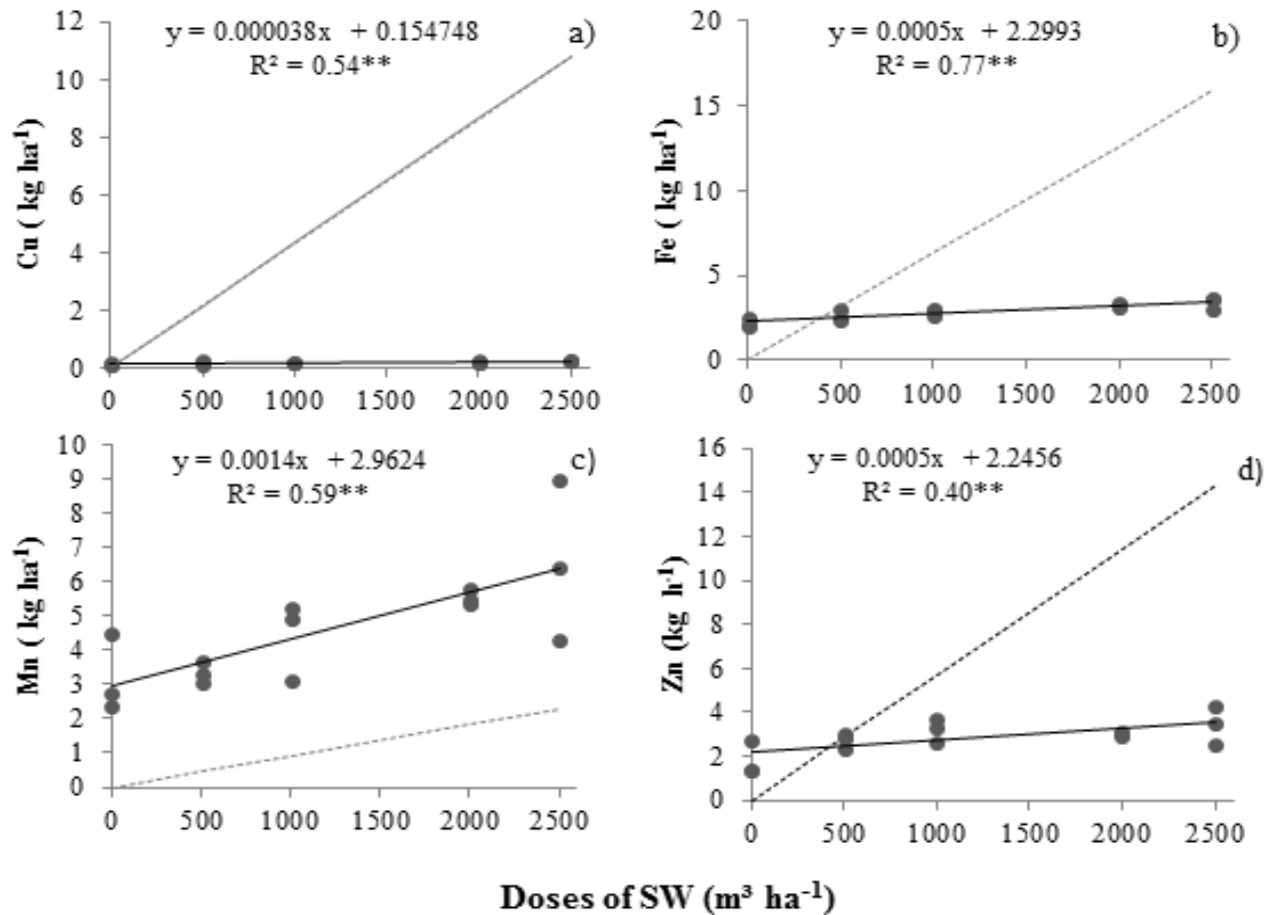 y = 0.000038x + 0.154748
R² = 0.54**
a)
Cu ( kg ha⁻¹)
12
10
8
6
4
2
0
0 500 1000 1500 2000 2500
y = 0.0005x + 2.2993
R² = 0.77**
b)
Fe ( kg ha⁻¹)
20
15
10
5
0
0 500 1000 1500 2000 2500
y = 0.0014x + 2.9624
R² = 0.59**
c)
Mn ( kg ha⁻¹)
10
9
8
7
6
5
4
3
2
1
0
0 500 1000 1500 2000 2500
y = 0.0005x + 2.2456
R² = 0.40**
d)
Zn (kg h⁻¹)
16
14
12
10
8
6
4
2
0
0 500 1000 1500 2000 2500
Doses of SW (m³ ha⁻¹)